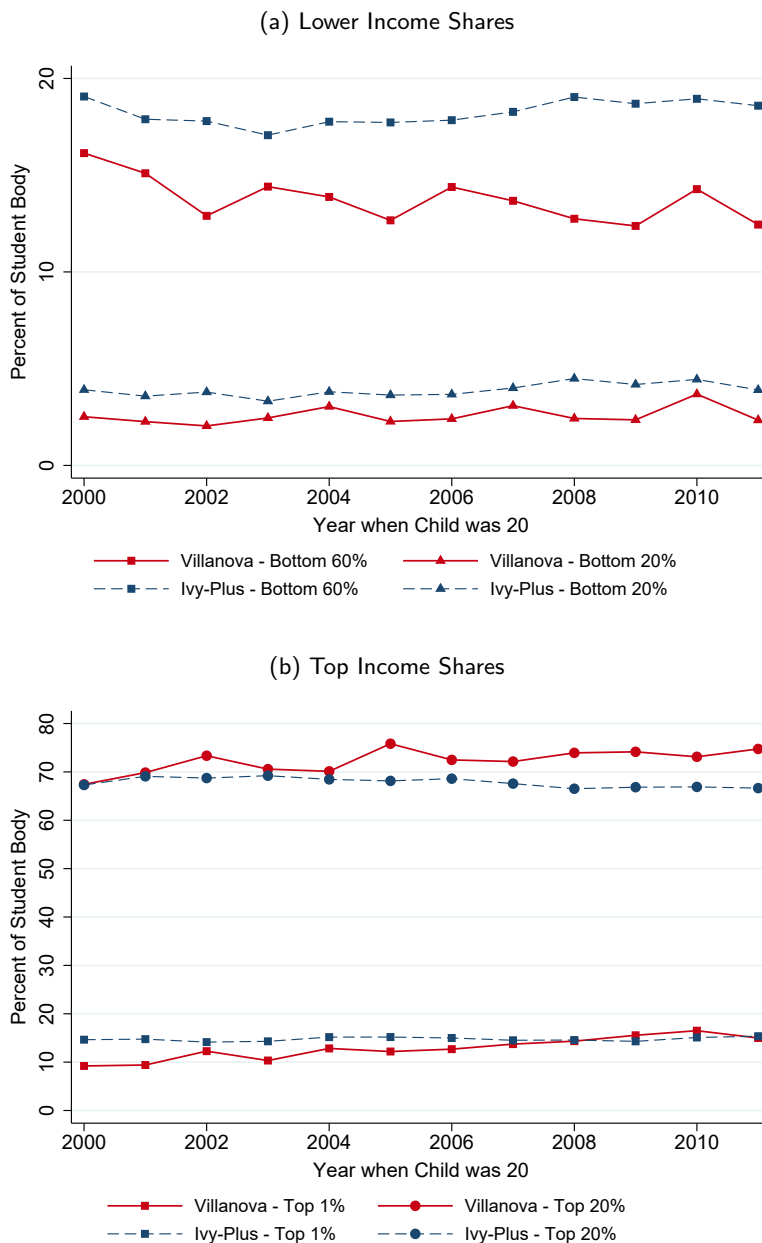 (a) Lower Income Shares
Percent of Student Body
20
10
0
2000 2002 2004 2006 2008 2010
Year when Child was 20
Villanova - Bottom 60% Villanova - Bottom 20%
Ivy-Plus - Bottom 60% Ivy-Plus - Bottom 20%
(b) Top Income Shares
Percent of Student Body
80
70
60
50
40
30
20
10
0
2000 2002 2004 2006 2008 2010
Year when Child was 20
Villanova - Top 1% Villanova - Top 20%
Ivy-Plus - Top 1% Ivy-Plus - Top 20%